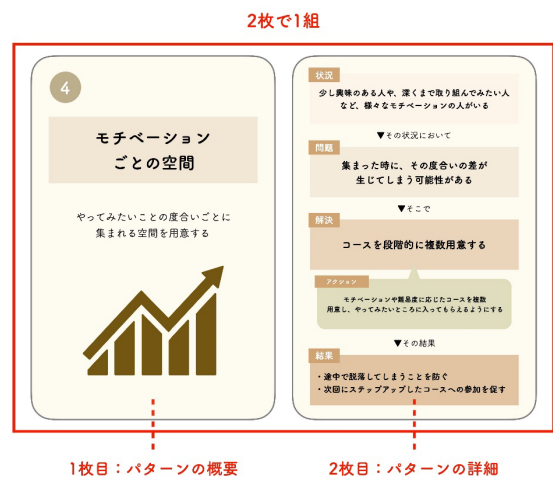 2枚で1組
4
モチベーション
ごとの空間
やってみたいことの度合いごとに
集まれる空間を用意する
状況
少し興味のある人や、深くまで取り組んでみたい人
など、様々なモチベーションの人がいる
▼その状況において
問題
集まった時に、その度合いの差が
生じてしまう可能性がある
▼そこで
解決
コースを段階的に複数用意する
アクション
モチベーションや難易度に応じたコースを複数
用意し、やってみたいところに入ってもらえるようにする
▼その結果
結果
・途中で脱落してしまうことを防ぐ
・次回にステップアップしたコースへの参加を促す
1枚目：パターンの概要
2枚目：パターンの詳細